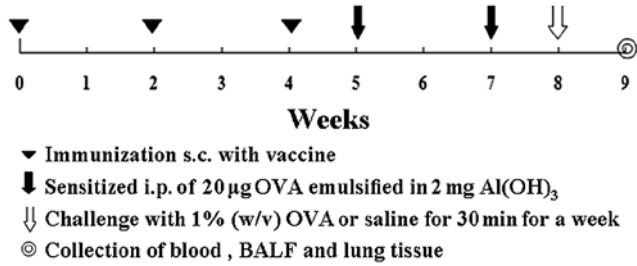 0 1 2 3 4 5 6 7 8 9
Weeks
Immunization s.c. with vaccine
Sensitized i.p. of 20 µg OVA emulsified in 2 mg Al(OH)₃
Challenge with 1% (w/v) OVA or saline for 30 min for a week
Collection of blood , BALF and lung tissue